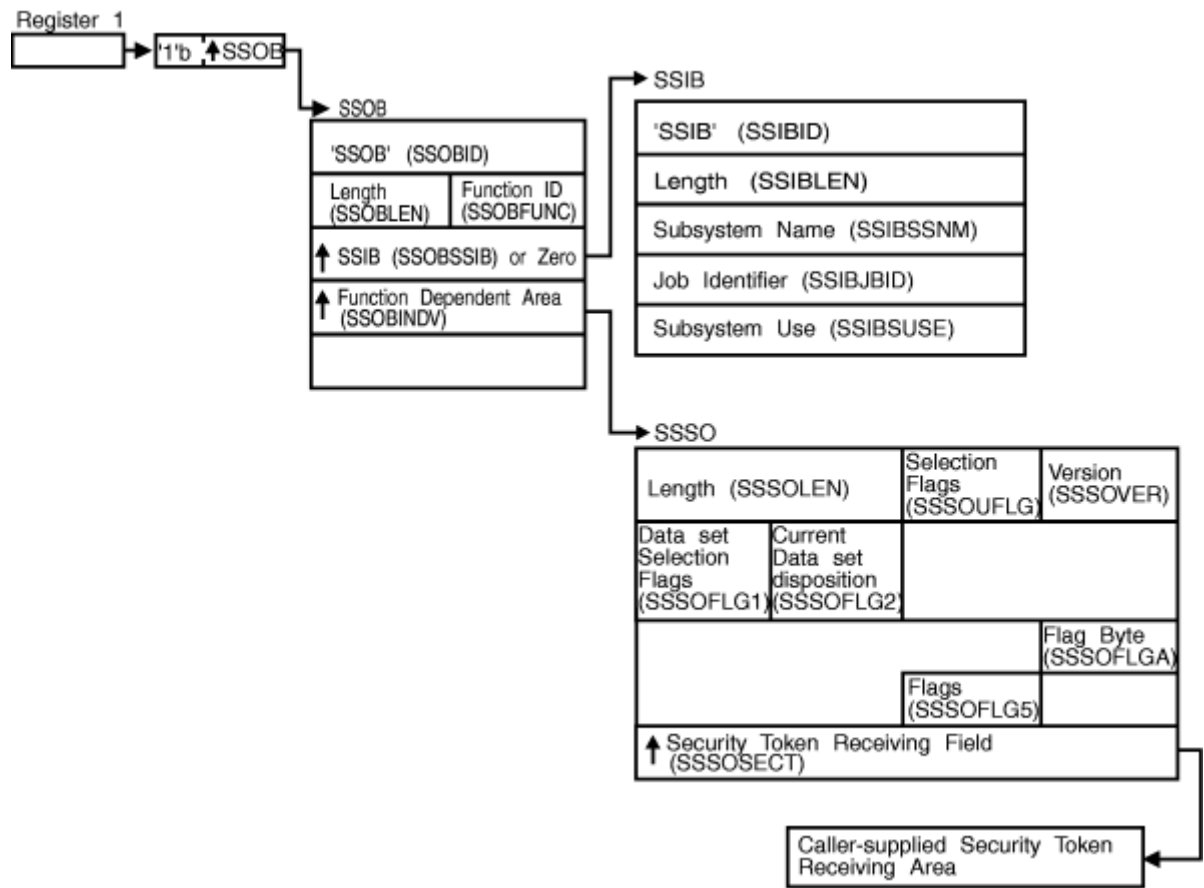 Register 1
'1'b SSOB
SSOB
'SSOB' (SSOBID)
Length
(SSOBLEN)
Function ID
(SSOBFUNC)
SSIB (SSOBSSIB) or Zero
Function Dependent Area
(SSOBINDV)
SSIB
'SSIB' (SSIBID)
Length (SSIBLEN)
Subsystem Name (SSIBSSNM)
Job Identifier (SSIBJBID)
Subsystem Use (SSIBSUSE)
SSSO
Length (SSSOLEN)
Selection
Flags
(SSSOUFLG)
Version
(SSSOVER)
Data set
Selection
Flags
(SSSOFLG1)
Current
Data set
disposition
(SSSOFLG2)
Flag Byte
(SSSOFLGA)
Flags
(SSSOFLG5)
Security Token Receiving Field
(SSSOSECT)
Caller-supplied Security Token
Receiving Area